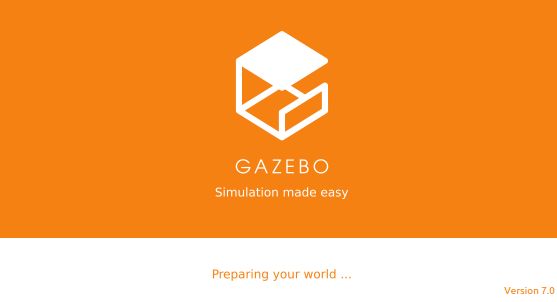 GAZEBO
Simulation made easy
Preparing your world ...
Version 7.0